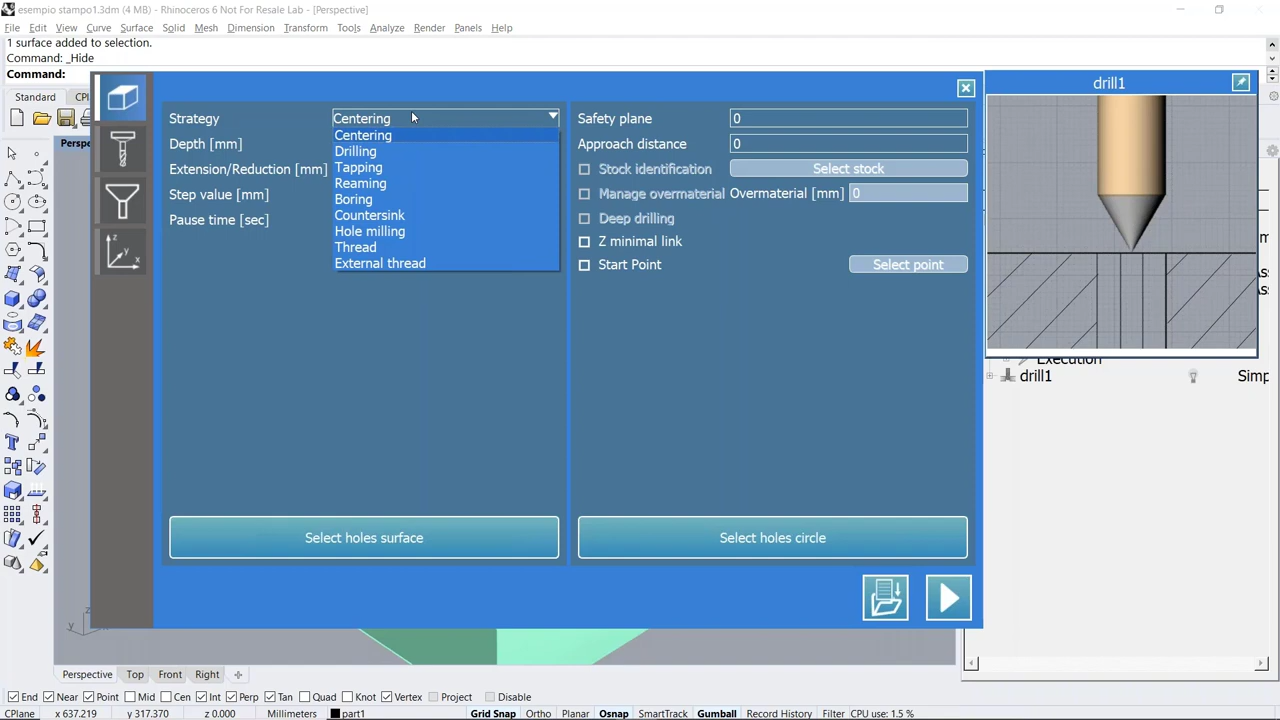 esempio stampo1.3dm (4 MB) - Rhinoceros 6 Not For Resale Lab - [Perspective]
File Edit View Curve Surface Solid Mesh Dimension Transform Tools Analyze Render Panels Help
1 surface added to selection.
Command: _Hide
Command:
Standard
drill1
Strategy
Centering
Safety plane
0
Centering
Depth [mm]
Approach distance
0
Drilling
Extension/Reduction [mm]
Tapping
Stock identification
Select stock
Reaming
Step value [mm]
Manage overmaterial
Overmaterial [mm]
0
Boring
Pause time [sec]
Countersink
Deep drilling
Hole milling
Z minimal link
Thread
External thread
Start Point
Select point
Execution
drill1
Simp
Select holes surface
Select holes circle
z
y
x
Perspective Top Front Right
End Near Point Mid Cen Int Perp Tan Quad Knot Vertex Project Disable
CPlane x 637.219 y 317.370 z 0.000 Millimeters part1 Grid Snap Ortho Planar Osnap SmartTrack Gumball Record History Filter CPU use: 1.5 %